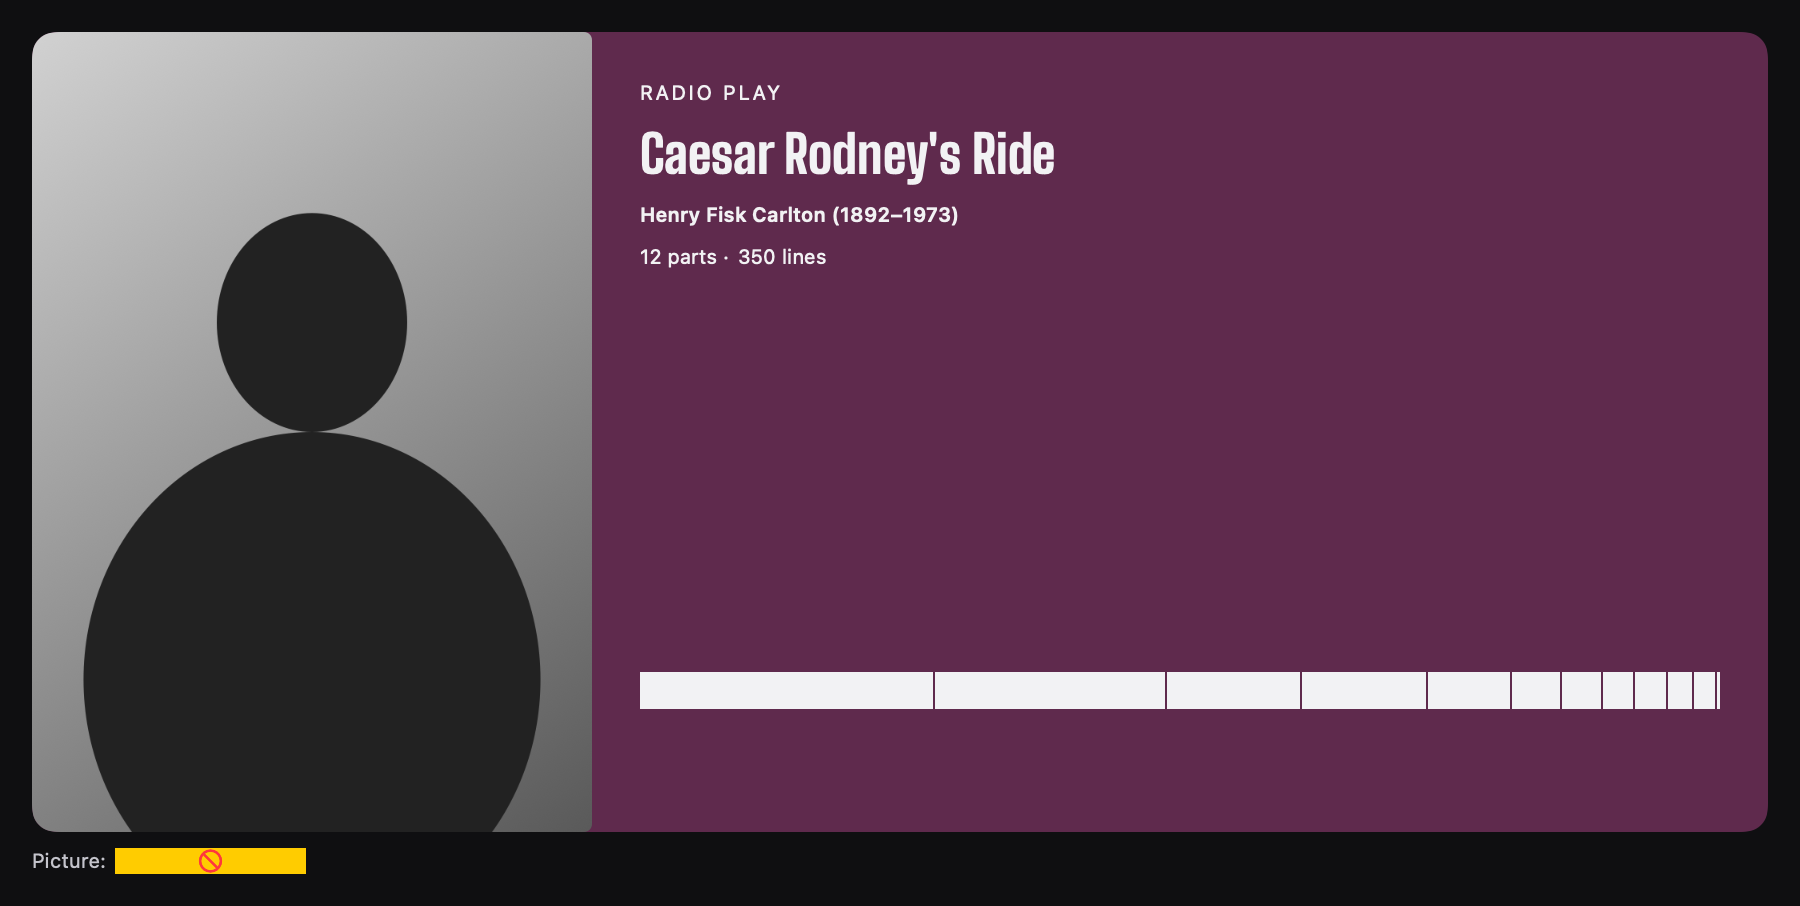 RADIO PLAY
Caesar Rodney's Ride
Henry Fisk Carlton (1892–1973)
12 parts · 350 lines
Picture: